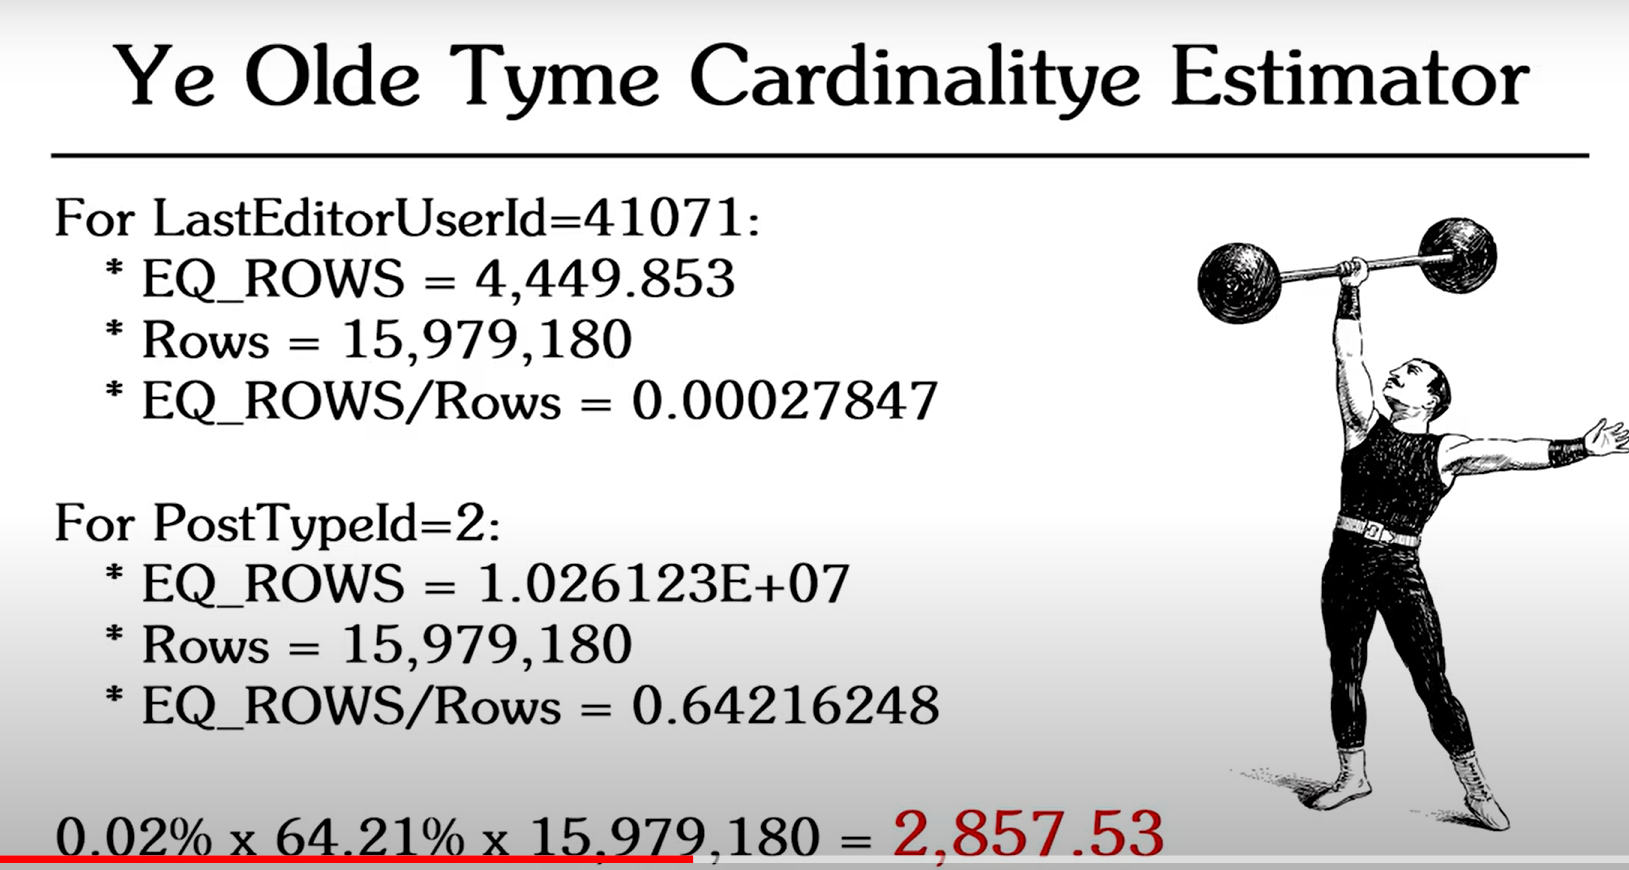 Ye Olde Tyme Cardinalitye Estimator
For LastEditorUserId=41071:
* EQ_ROWS = 4,449.853
* Rows = 15,979,180
* EQ_ROWS/Rows = 0.00027847
For PostTypeId=2:
* EQ_ROWS = 1.026123E+07
* Rows = 15,979,180
* EQ_ROWS/Rows = 0.64216248
0.02% x 64.21% x 15,979,180 = 2,857.53